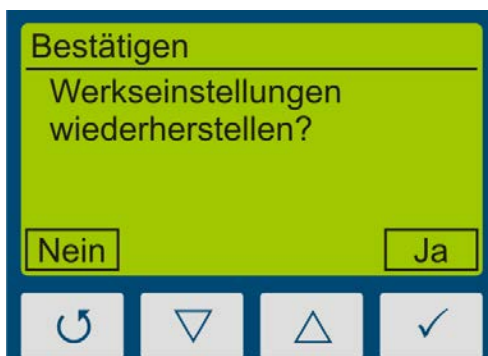 Bestätigen
Werkseinstellungen
wiederherstellen?
Nein Ja